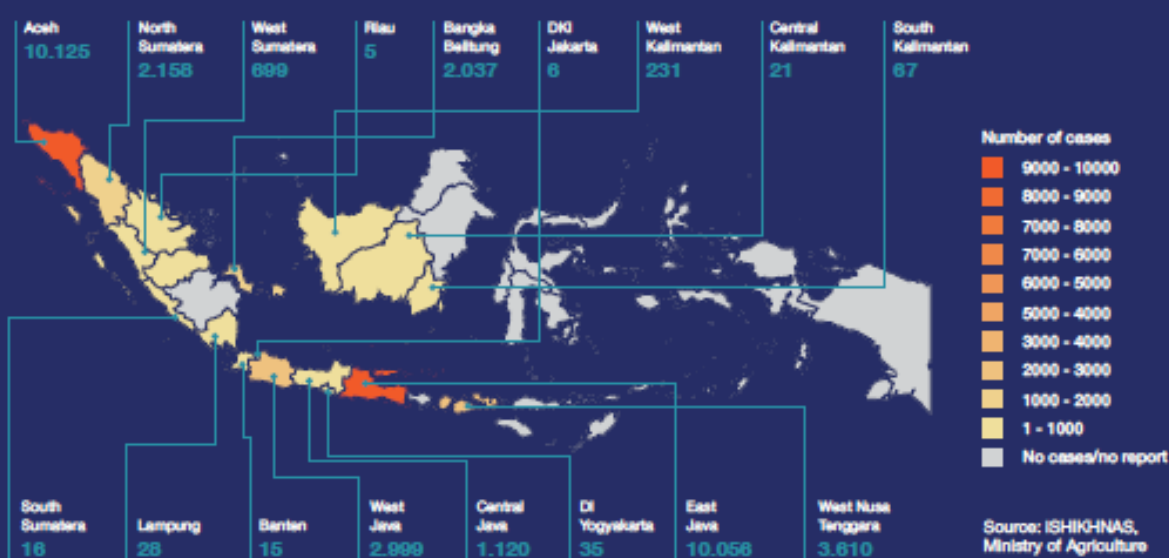 Aceh
10.125
North
Sumatera
2.158
West
Sumatera
699
Riau
5
Bangka
Belitung
2.037
DKI
Jakarta
6
West
Kalimantan
231
Central
Kalimantan
21
South
Kalimantan
67
Number of cases
9000 - 10000
8000 - 9000
7000 - 8000
7000 - 6000
6000 - 5000
5000 - 4000
3000 - 4000
2000 - 3000
1000 - 2000
1 - 1000
No cases/no report
South
Sumatera
16
Lampung
28
Banten
15
West
Java
2.999
Central
Java
1.120
DI
Yogyakarta
35
East
Java
10.056
West Nusa
Tenggara
3.610
Source: ISHIKHNAS,
Ministry of Agriculture